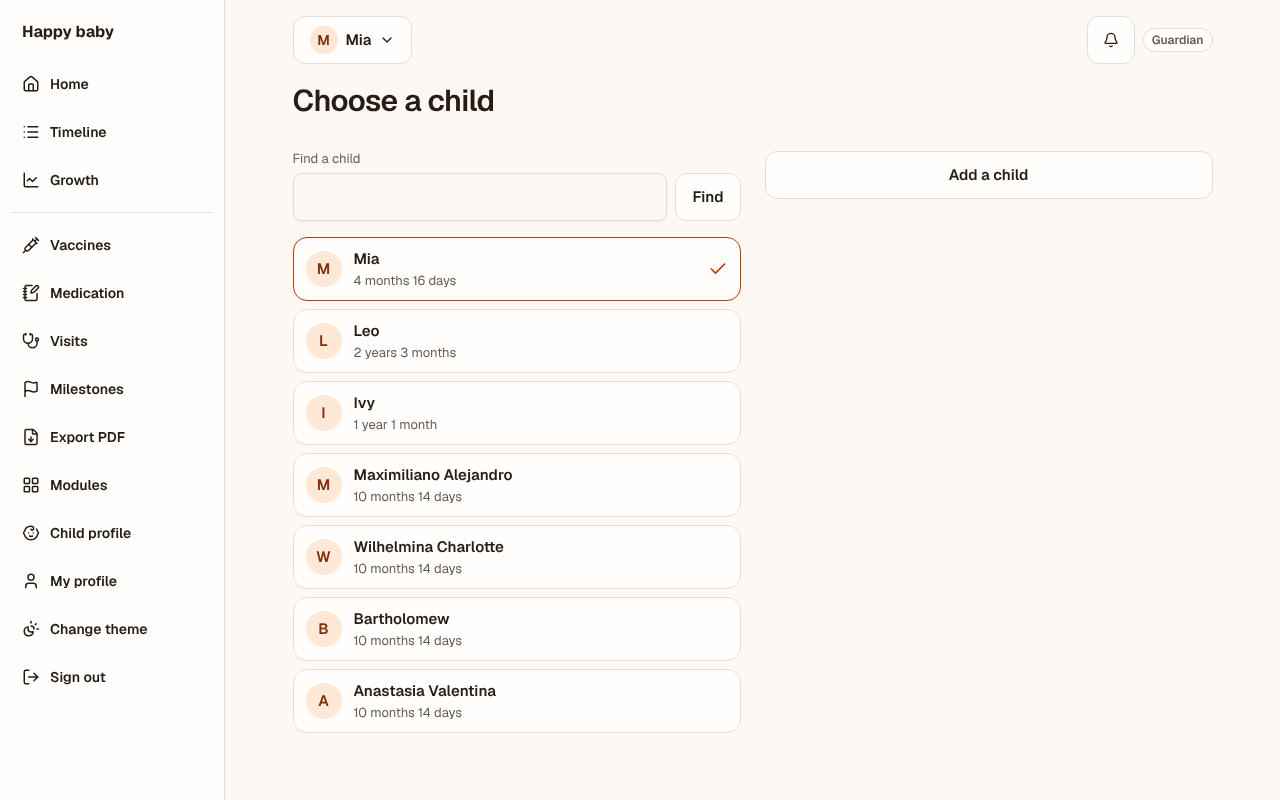 Happy baby
Home
Timeline
Growth
Vaccines
Medication
Visits
Milestones
Export PDF
Modules
Child profile
My profile
Change theme
Sign out
M Mia
Guardian
Choose a child
Find a child
Find
Add a child
M
Mia
4 months 16 days
L
Leo
2 years 3 months
I
Ivy
1 year 1 month
M
Maximiliano Alejandro
10 months 14 days
W
Wilhelmina Charlotte
10 months 14 days
B
Bartholomew
10 months 14 days
A
Anastasia Valentina
10 months 14 days